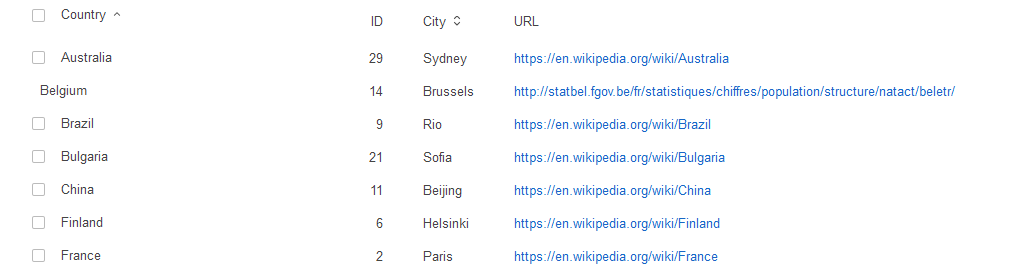 Country ID City URL
Australia 29 Sydney https://en.wikipedia.org/wiki/Australia
Belgium 14 Brussels http://statbel.fgov.be/fr/statistiques/chiffres/population/structure/natact/beletr/
Brazil 9 Rio https://en.wikipedia.org/wiki/Brazil
Bulgaria 21 Sofia https://en.wikipedia.org/wiki/Bulgaria
China 11 Beijing https://en.wikipedia.org/wiki/China
Finland 6 Helsinki https://en.wikipedia.org/wiki/Finland
France 2 Paris https://en.wikipedia.org/wiki/France